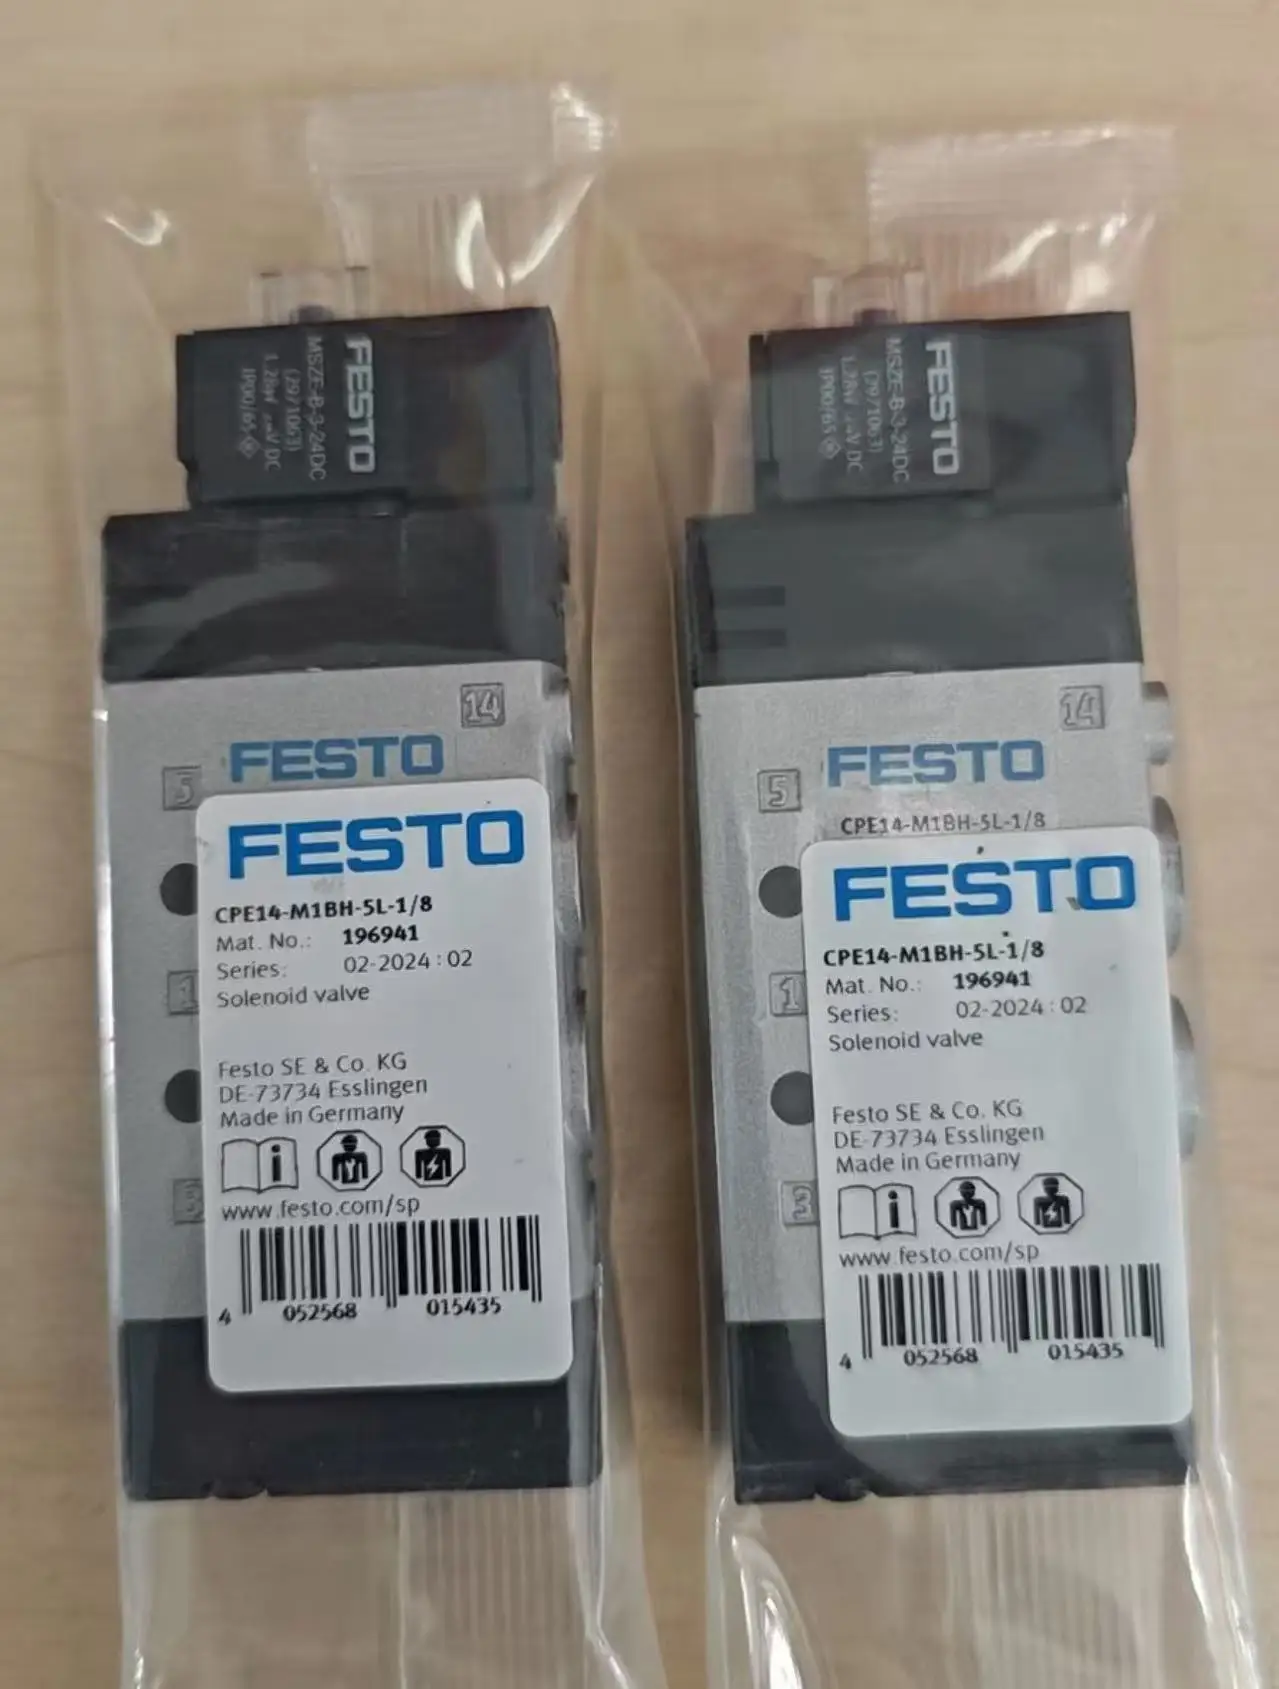 FESTO
MSZE-B-3-24DC
(2971063)
1.28W V DC
IP00/65
14
FESTO
5
FESTO
CPE14-M1BH-5L-1/8
Mat. No.: 196941
Series: 02-2024 : 02
Solenoid valve
1
Festo SE & Co. KG
DE-73734 Esslingen
Made in Germany
i
3
www.festo.com/sp
4 052568 015435
FESTO
MSZE-B-3-24DC
(2971063)
1.28W V DC
IP00/65
14
FESTO
5
CPE14-M1BH-5L-1/8
FESTO
CPE14-M1BH-5L-1/8
Mat. No.: 196941
1
Series: 02-2024 : 02
Solenoid valve
Festo SE & Co. KG
DE-73734 Esslingen
Made in Germany
i
3
www.festo.com/sp
4 052568 015435